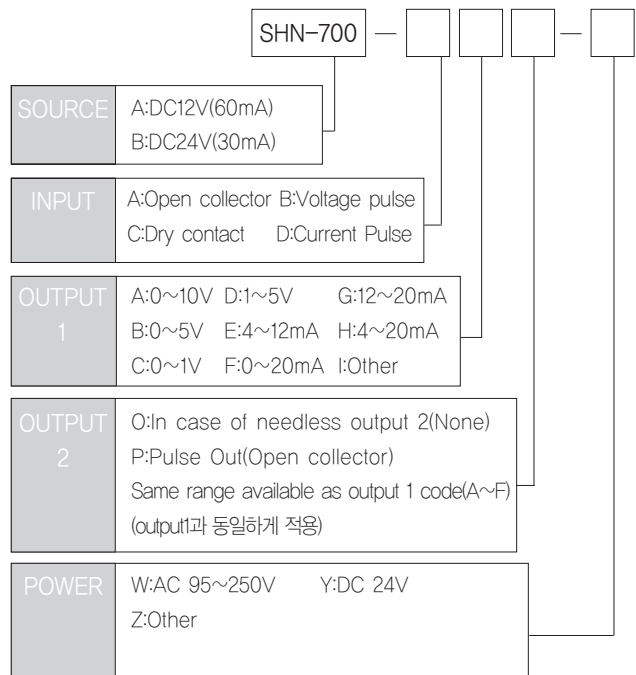 SHN-700 — —
SOURCE
A:DC12V(60mA)
B:DC24V(30mA)
INPUT
A:Open collector B:Voltage pulse
C:Dry contact D:Current Pulse
OUTPUT
1
A:0~10V D:1~5V G:12~20mA
B:0~5V E:4~12mA H:4~20mA
C:0~1V F:0~20mA I:Other
OUTPUT
2
O:In case of needless output 2(None)
P:Pulse Out(Open collector)
Same range available as output 1 code(A~F)
(output1과 동일하게 적용)
POWER
W:AC 95~250V Y:DC 24V
Z:Other